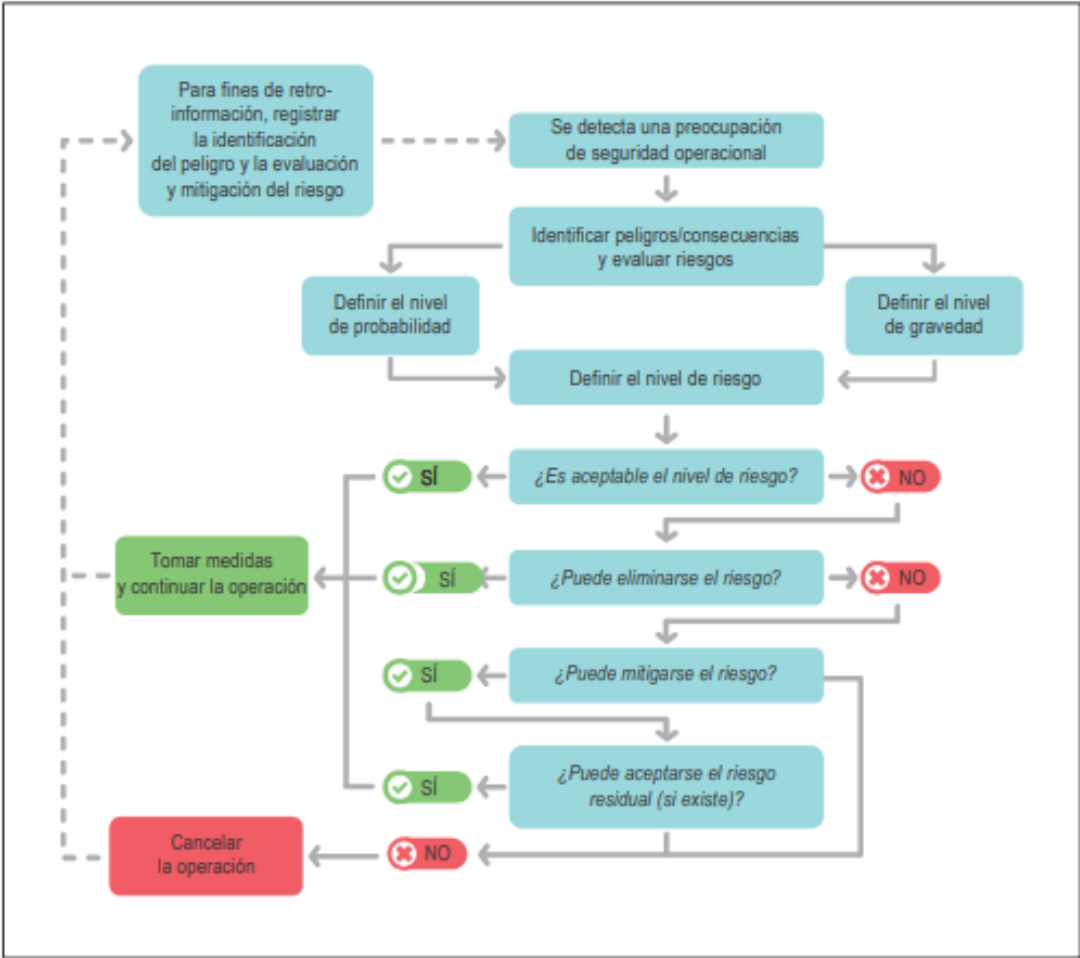 Para fines de retro-
información, registrar
la identificación
del peligro y la evaluación
y mitigación del riesgo
Se detecta una preocupación
de seguridad operacional
Identificar peligros/consecuencias
y evaluar riesgos
Definir el nivel
de probabilidad
Definir el nivel
de gravedad
Definir el nivel de riesgo
SÍ
¿Es aceptable el nivel de riesgo?
NO
Tomar medidas
y continuar la operación
SÍ
¿Puede eliminarse el riesgo?
NO
SÍ
¿Puede mitigarse el riesgo?
SÍ
¿Puede aceptarse el riesgo
residual (si existe)?
Cancelar
la operación
NO